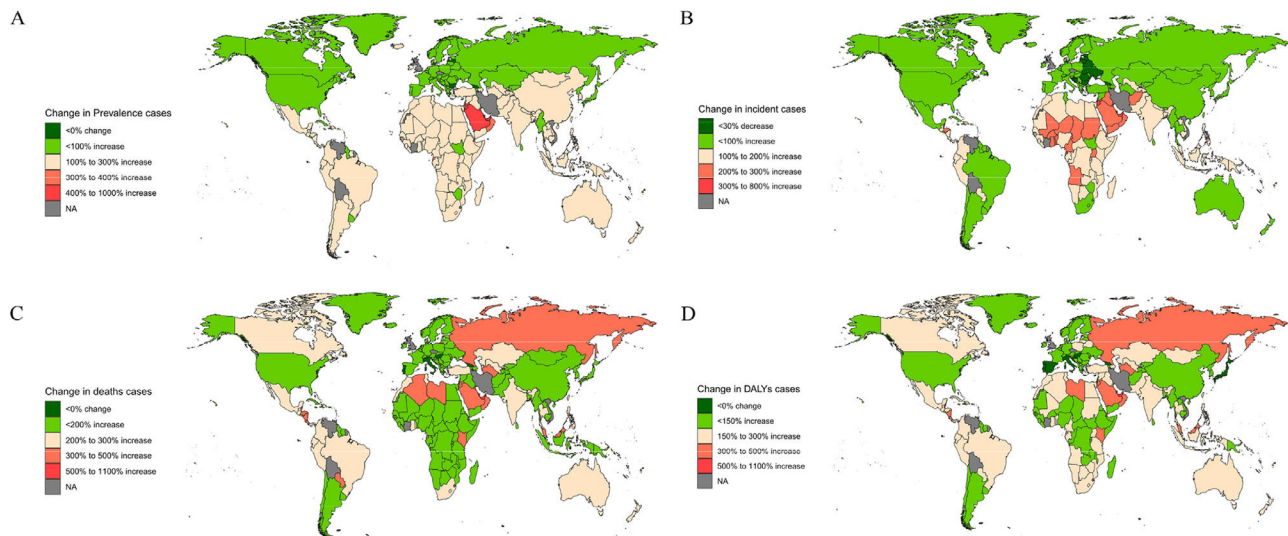 A
Change in Prevalence cases
<0% change
<100% increase
100% to 300% increase
300% to 400% increase
400% to 1000% increase
NA
B
Change in incident cases
<30% decrease
<100% increase
100% to 200% increase
200% to 300% increase
300% to 800% increase
NA
C
Change in deaths cases
<0% change
<200% increase
200% to 300% increase
300% to 500% increase
500% to 1100% increase
NA
D
Change in DALYs cases
<0% change
<150% increase
150% to 300% increase
300% to 500% increase
500% to 1100% increase
NA